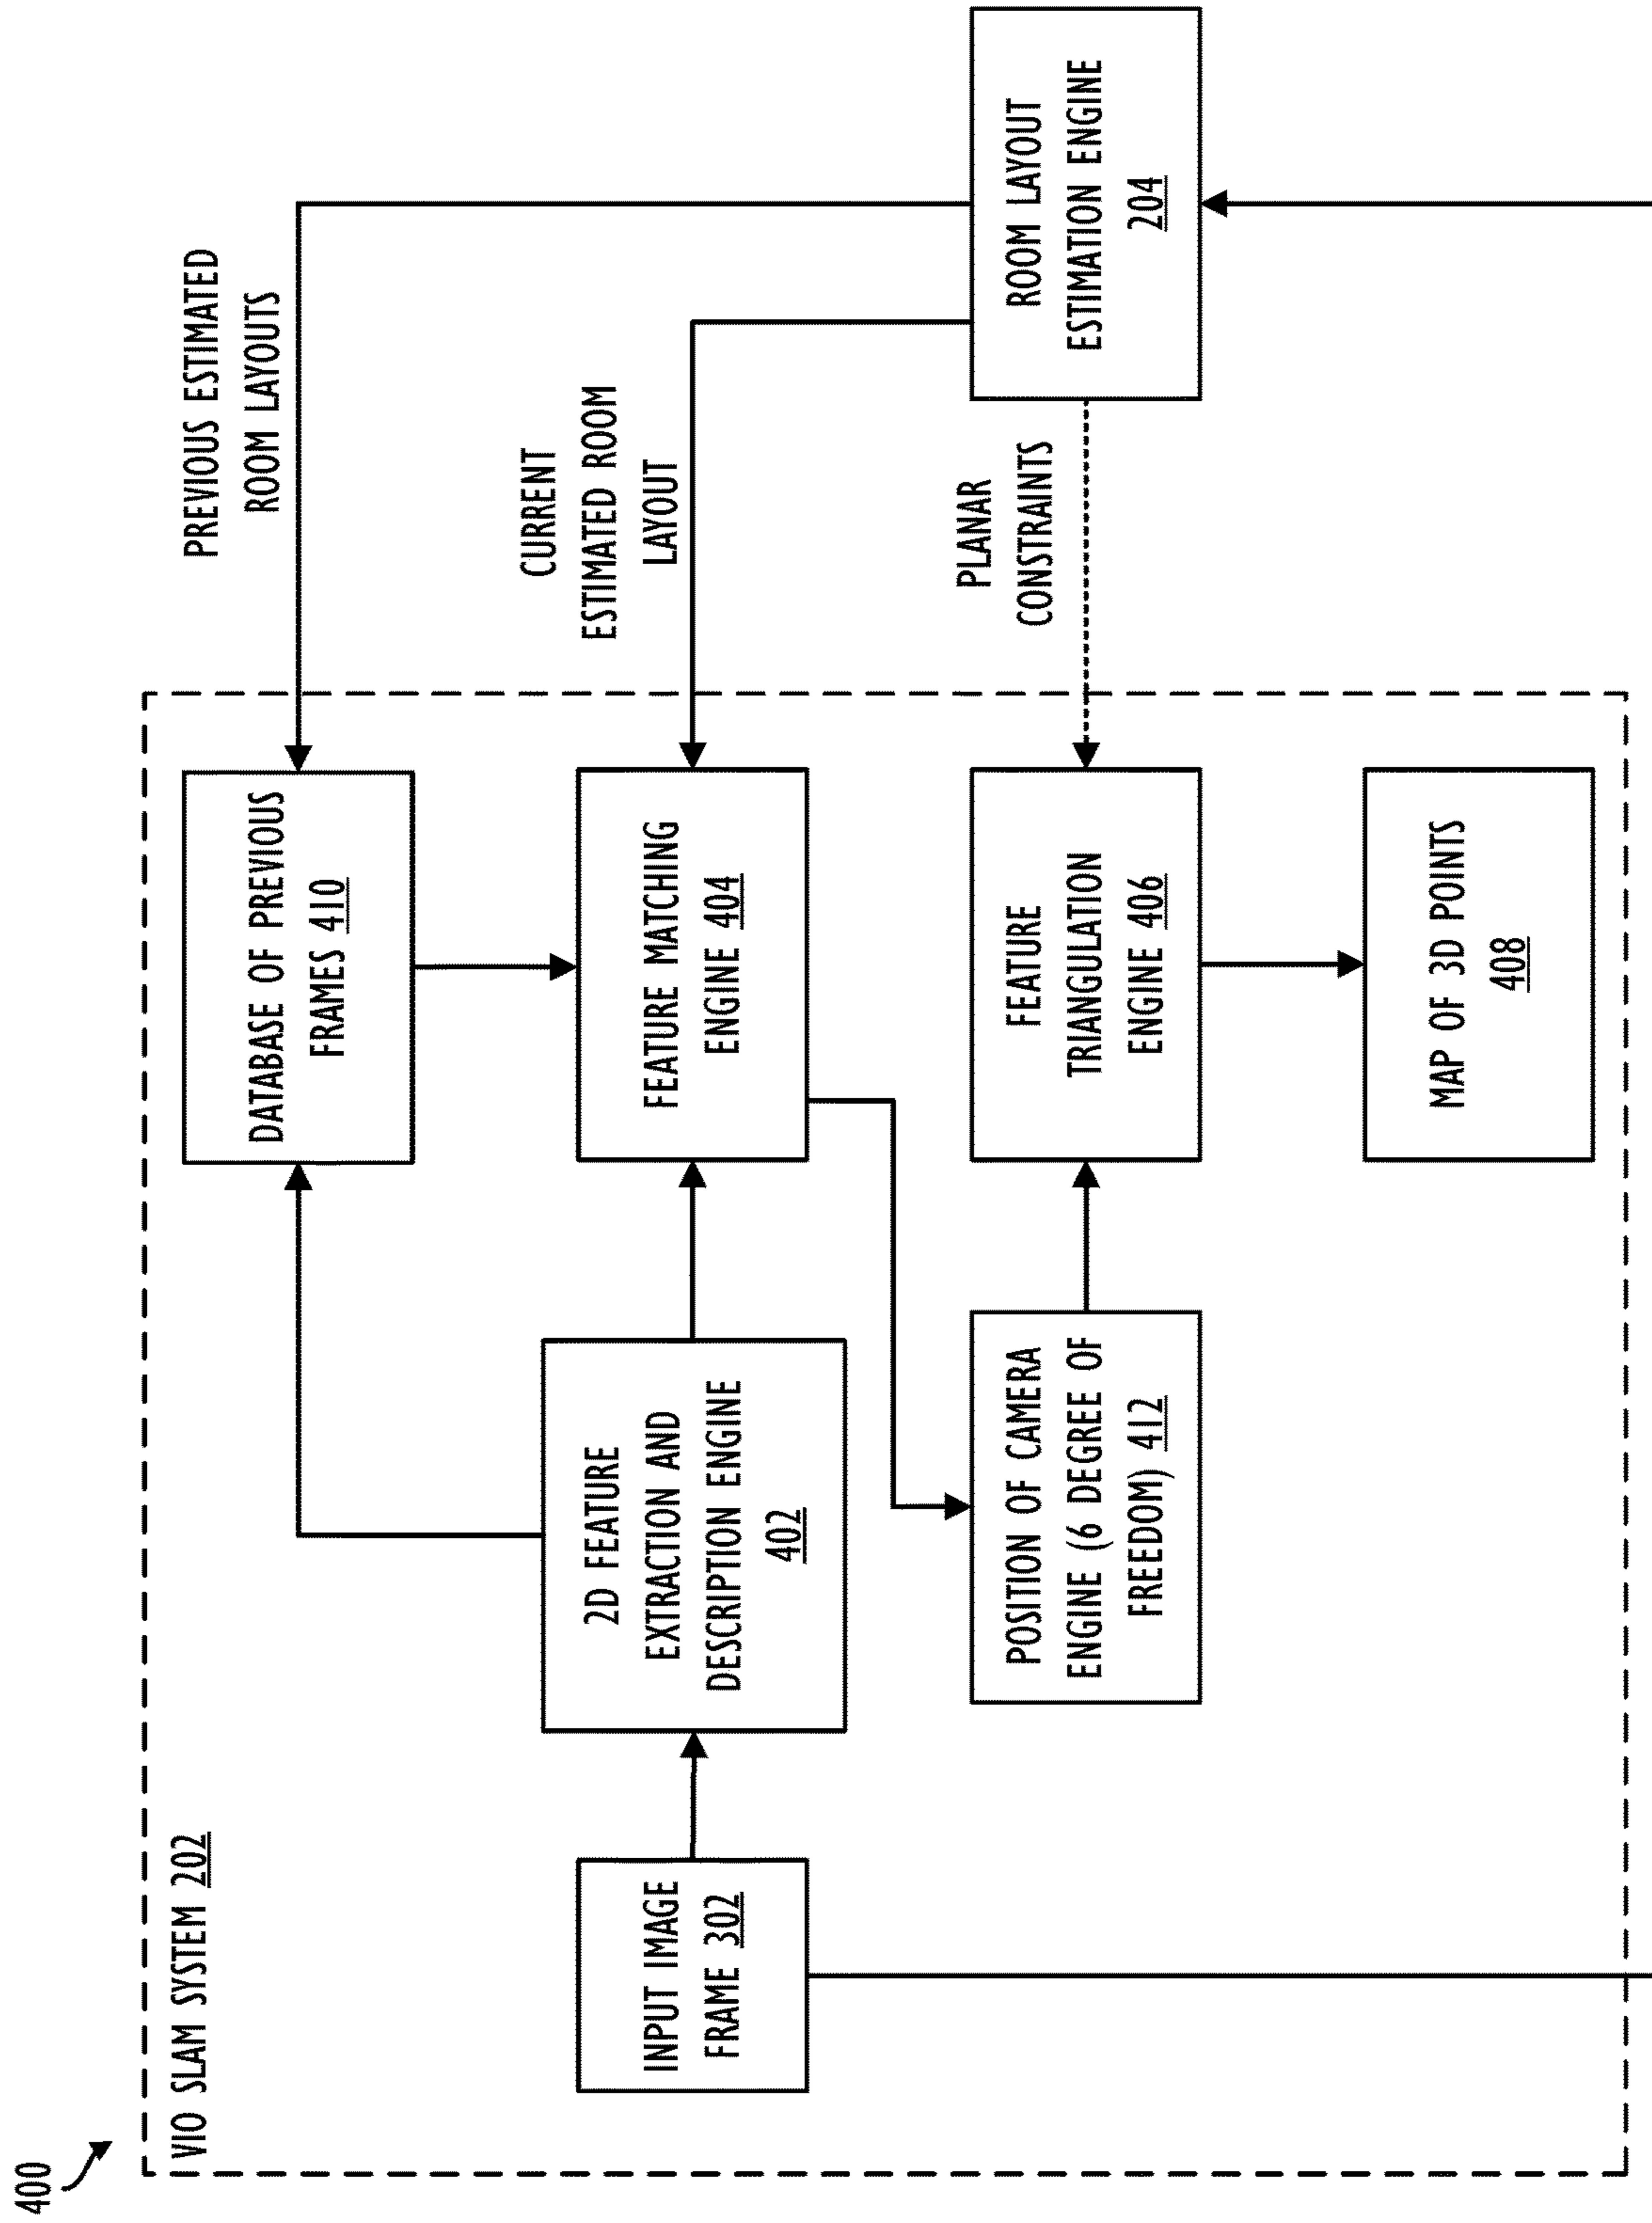 400
VIO SLAM SYSTEM 202
INPUT IMAGE
FRAME 302
2D FEATURE
EXTRACTION AND
DESCRIPTION ENGINE
402
DATABASE OF PREVIOUS
FRAMES 410
FEATURE MATCHING
ENGINE 404
POSITION OF CAMERA
ENGINE (6 DEGREE OF
FREEDOM) 412
FEATURE
TRIANGULATION
ENGINE 406
MAP OF 3D POINTS
408
PREVIOUS ESTIMATED
ROOM LAYOUTS
CURRENT
ESTIMATED ROOM
LAYOUT
PLANAR
CONSTRAINTS
ROOM LAYOUT
ESTIMATION ENGINE
204